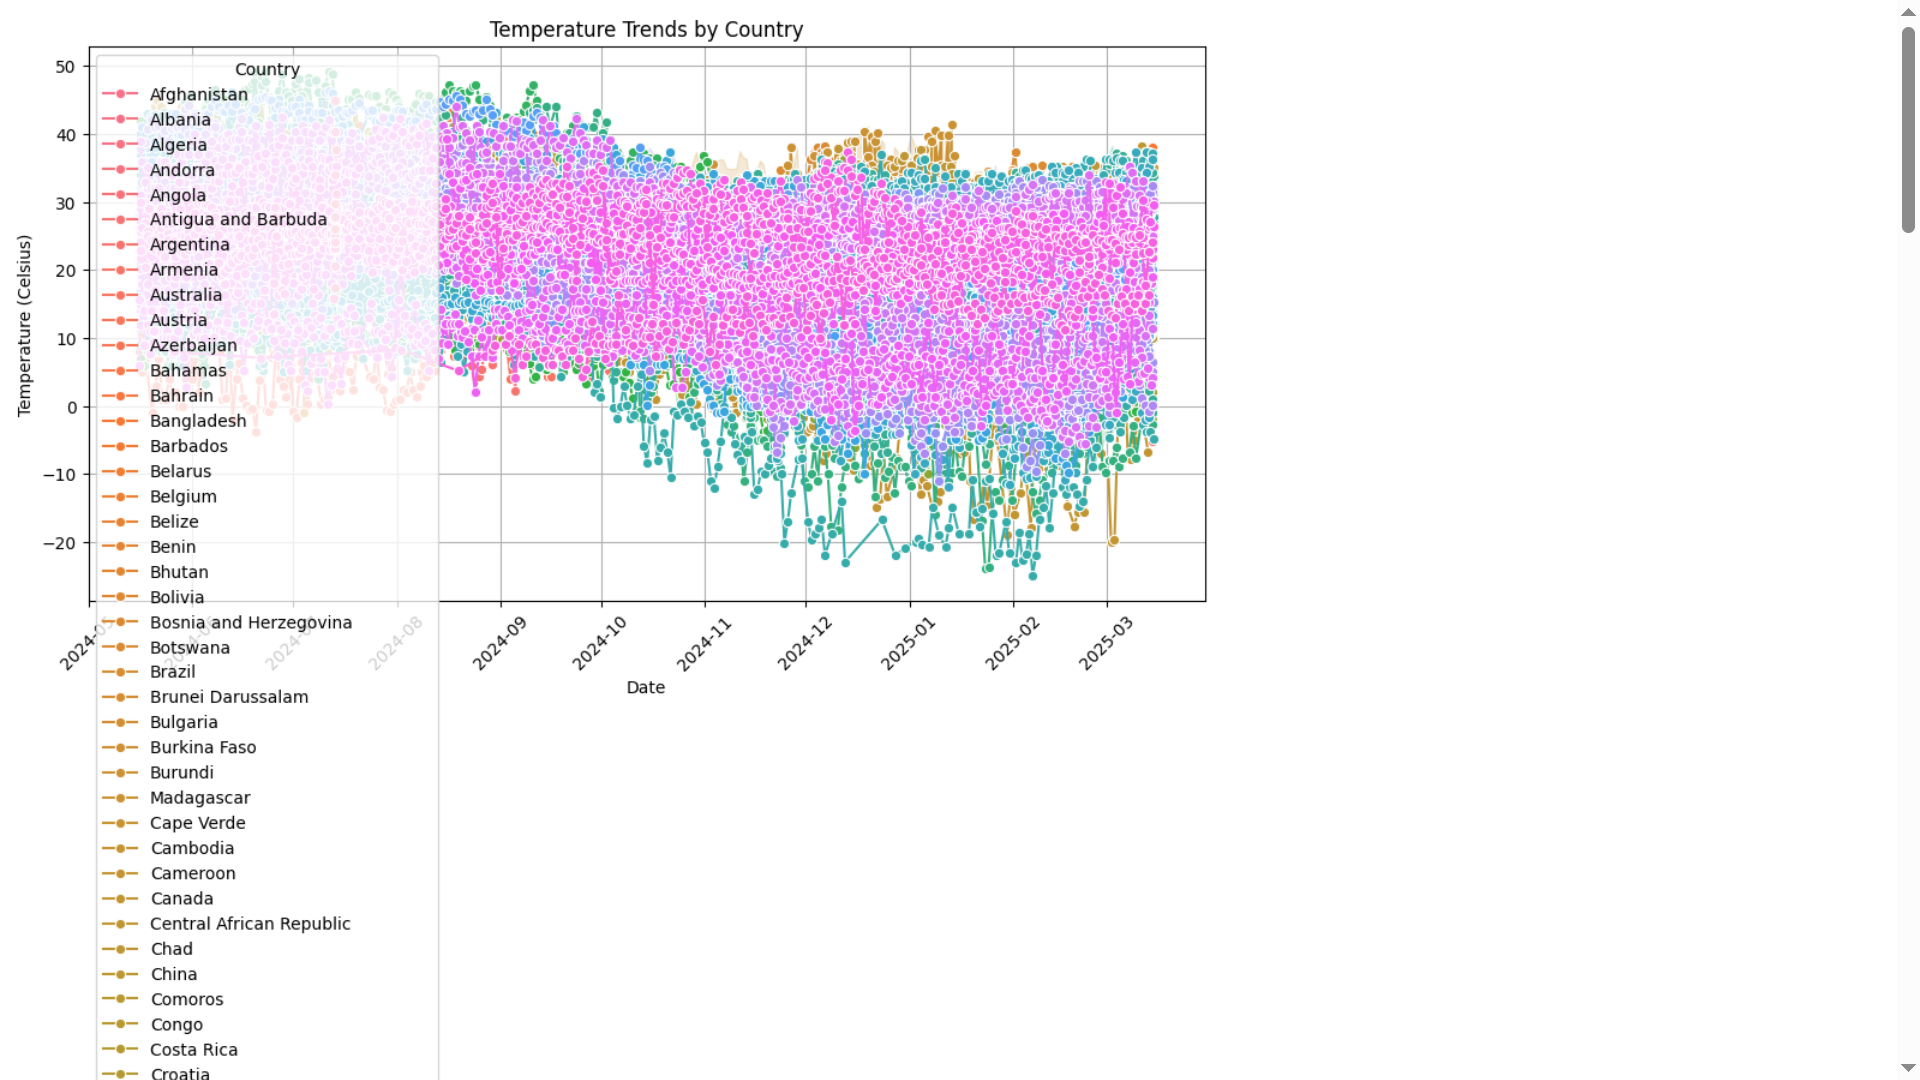 Temperature Trends by Country
Temperature (Celsius)
50
40
30
20
10
0
−10
−20
Country
Afghanistan
Albania
Algeria
Andorra
Angola
Antigua and Barbuda
Argentina
Armenia
Australia
Austria
Azerbaijan
Bahamas
Bahrain
Bangladesh
Barbados
Belarus
Belgium
Belize
Benin
Bhutan
Bolivia
Bosnia and Herzegovina
Botswana
Brazil
Brunei Darussalam
Bulgaria
Burkina Faso
Burundi
Madagascar
Cape Verde
Cambodia
Cameroon
Canada
Central African Republic
Chad
China
Comoros
Congo
Costa Rica
Croatia
2024-08
2024-09
2024-10
2024-11
2024-12
2025-01
2025-02
2025-03
Date